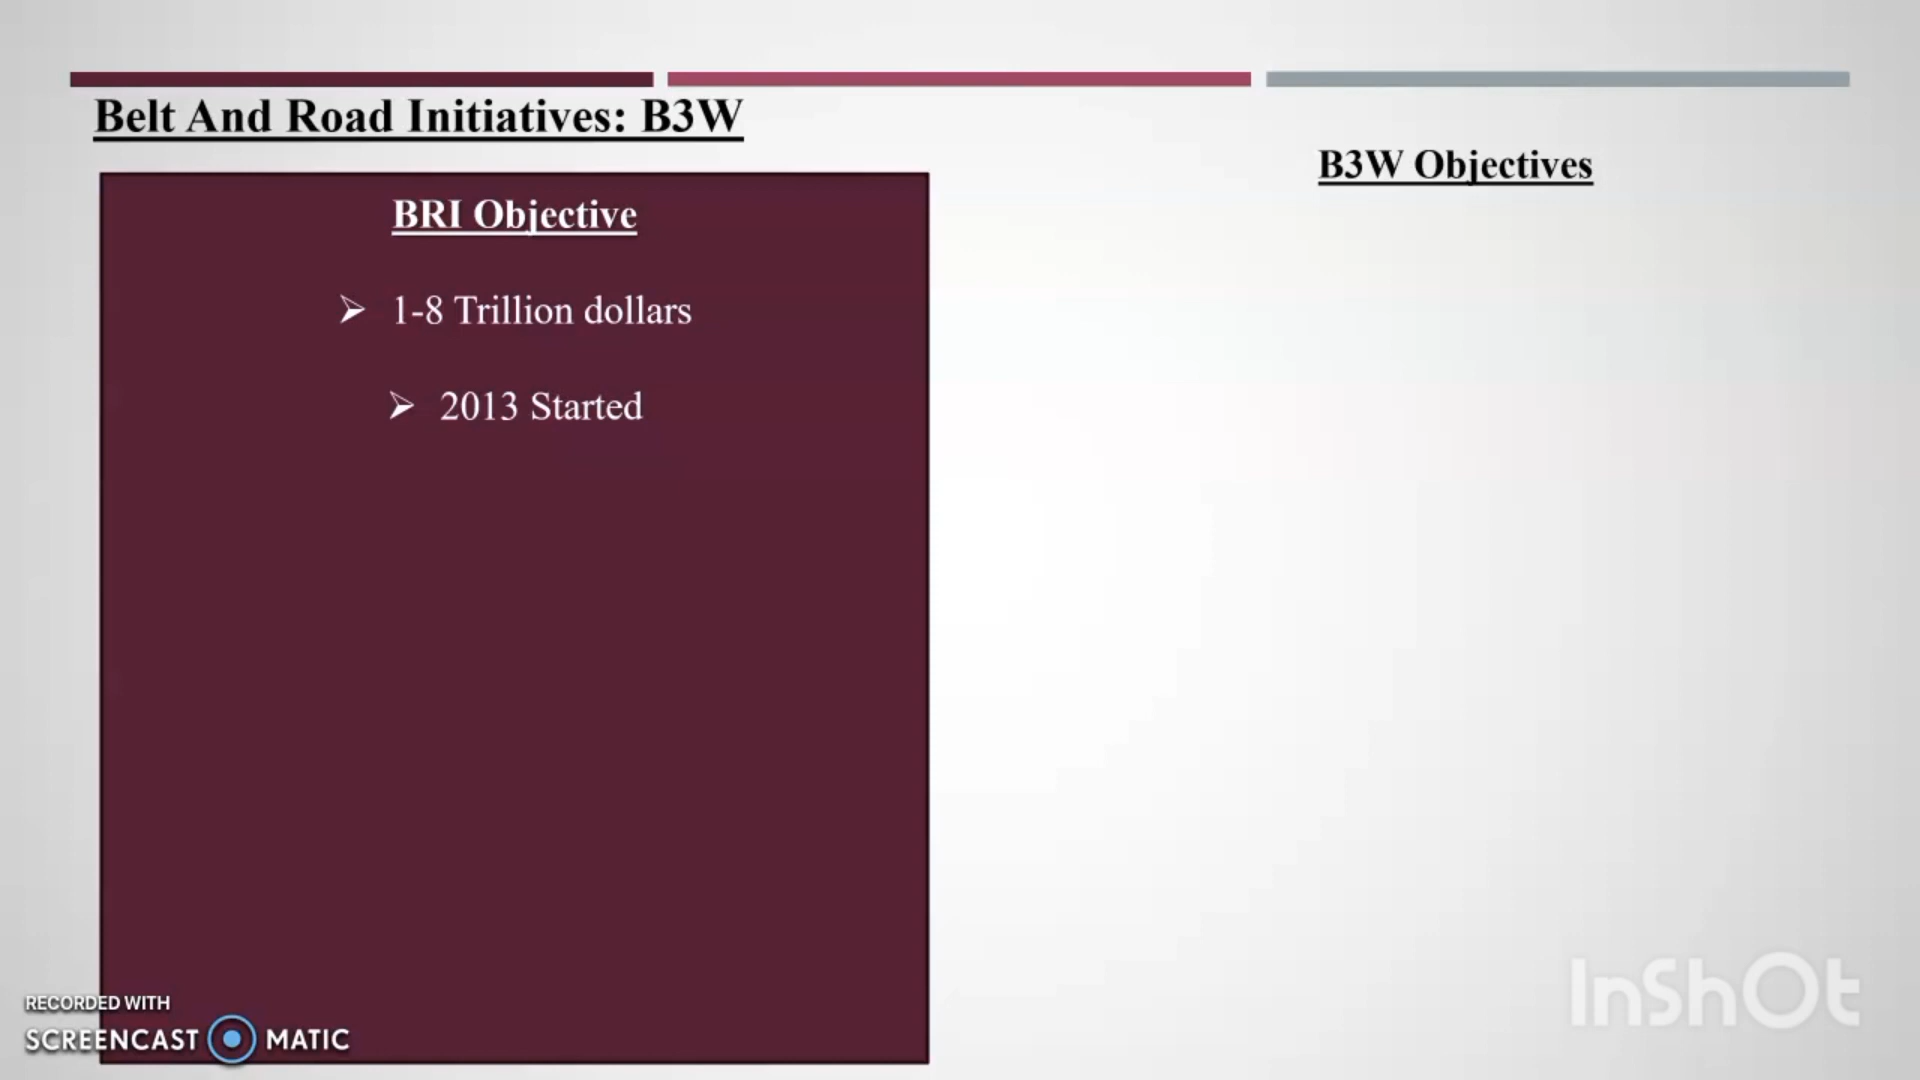 Belt And Road Initiatives: B3W
BRI Objective
1-8 Trillion dollars
2013 Started
B3W Objectives
RECORDED WITH
SCREENCAST MATIC
InShOt